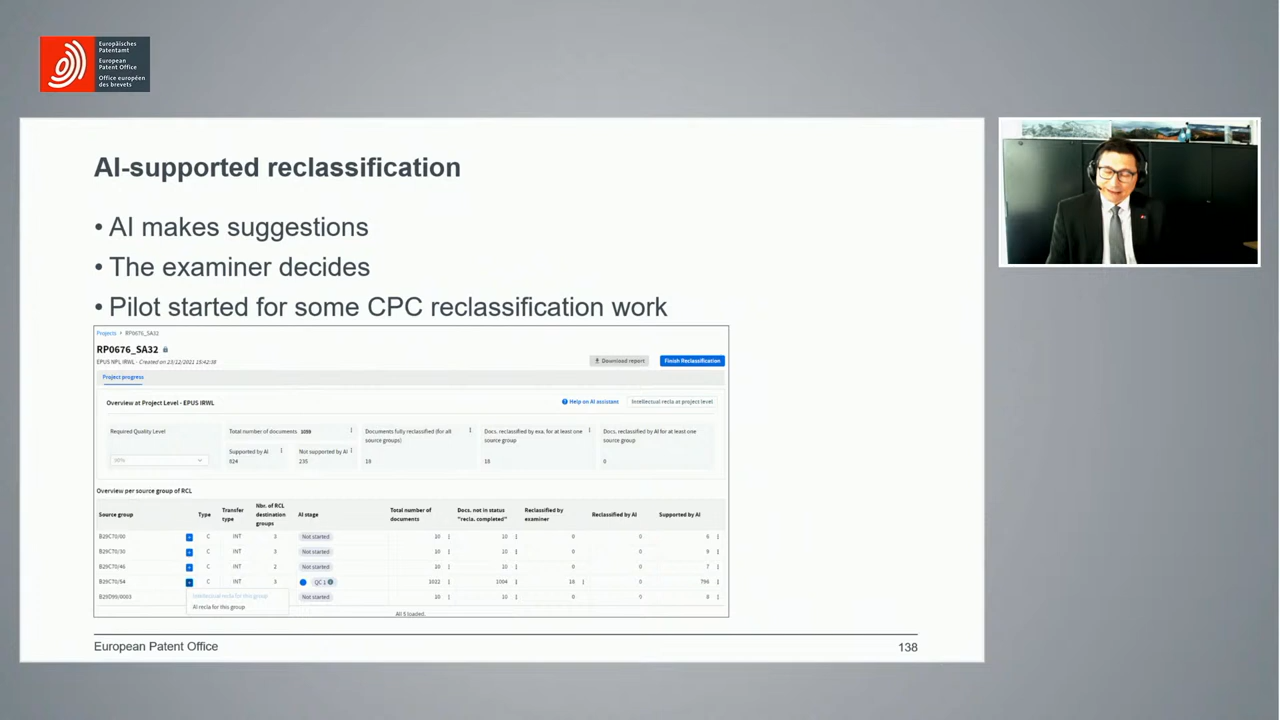 Europäisches
Patentamt
European
Patent Office
Office européen
des brevets
AI-supported reclassification
• AI makes suggestions
• The examiner decides
• Pilot started for some CPC reclassification work
Projects > RP0676_SA32
RP0676_SA32
EPUS NPL IRWL - Created on 23/12/2021 15:42:38
Download report
Finish Reclassification
Project progress
Overview at Project Level - EPUS IRWL
Help on AI assistant
Intellectual recla at project level
Required Quality Level
Total number of documents 1059
Documents fully reclassified (for all source groups)
Docs. reclassified by exa. for at least one source group
Docs. reclassified by AI for at least one source group
Supported by AI
Not supported by AI
824
235
18
18
0
Overview per source group of RCL
Source group Type Transfer type Nbr. of RCL destination groups AI stage Total number of documents Docs. not in status "recla. completed" Reclassified by examiner Reclassified by AI Supported by AI
B29C70/00 C INT 3 Not started 10 10 0 0 6
B29C70/30 C INT 3 Not started 10 10 0 0 9
B29C70/46 C INT 2 Not started 10 10 0 0 7
B29C70/54 C INT 3 QC 1 1022 1004 18 0 796
B29D99/0003 Not started 10 10 0 0
Intellectual recla for this group
AI recla for this group
All 5 loaded.
European Patent Office
138